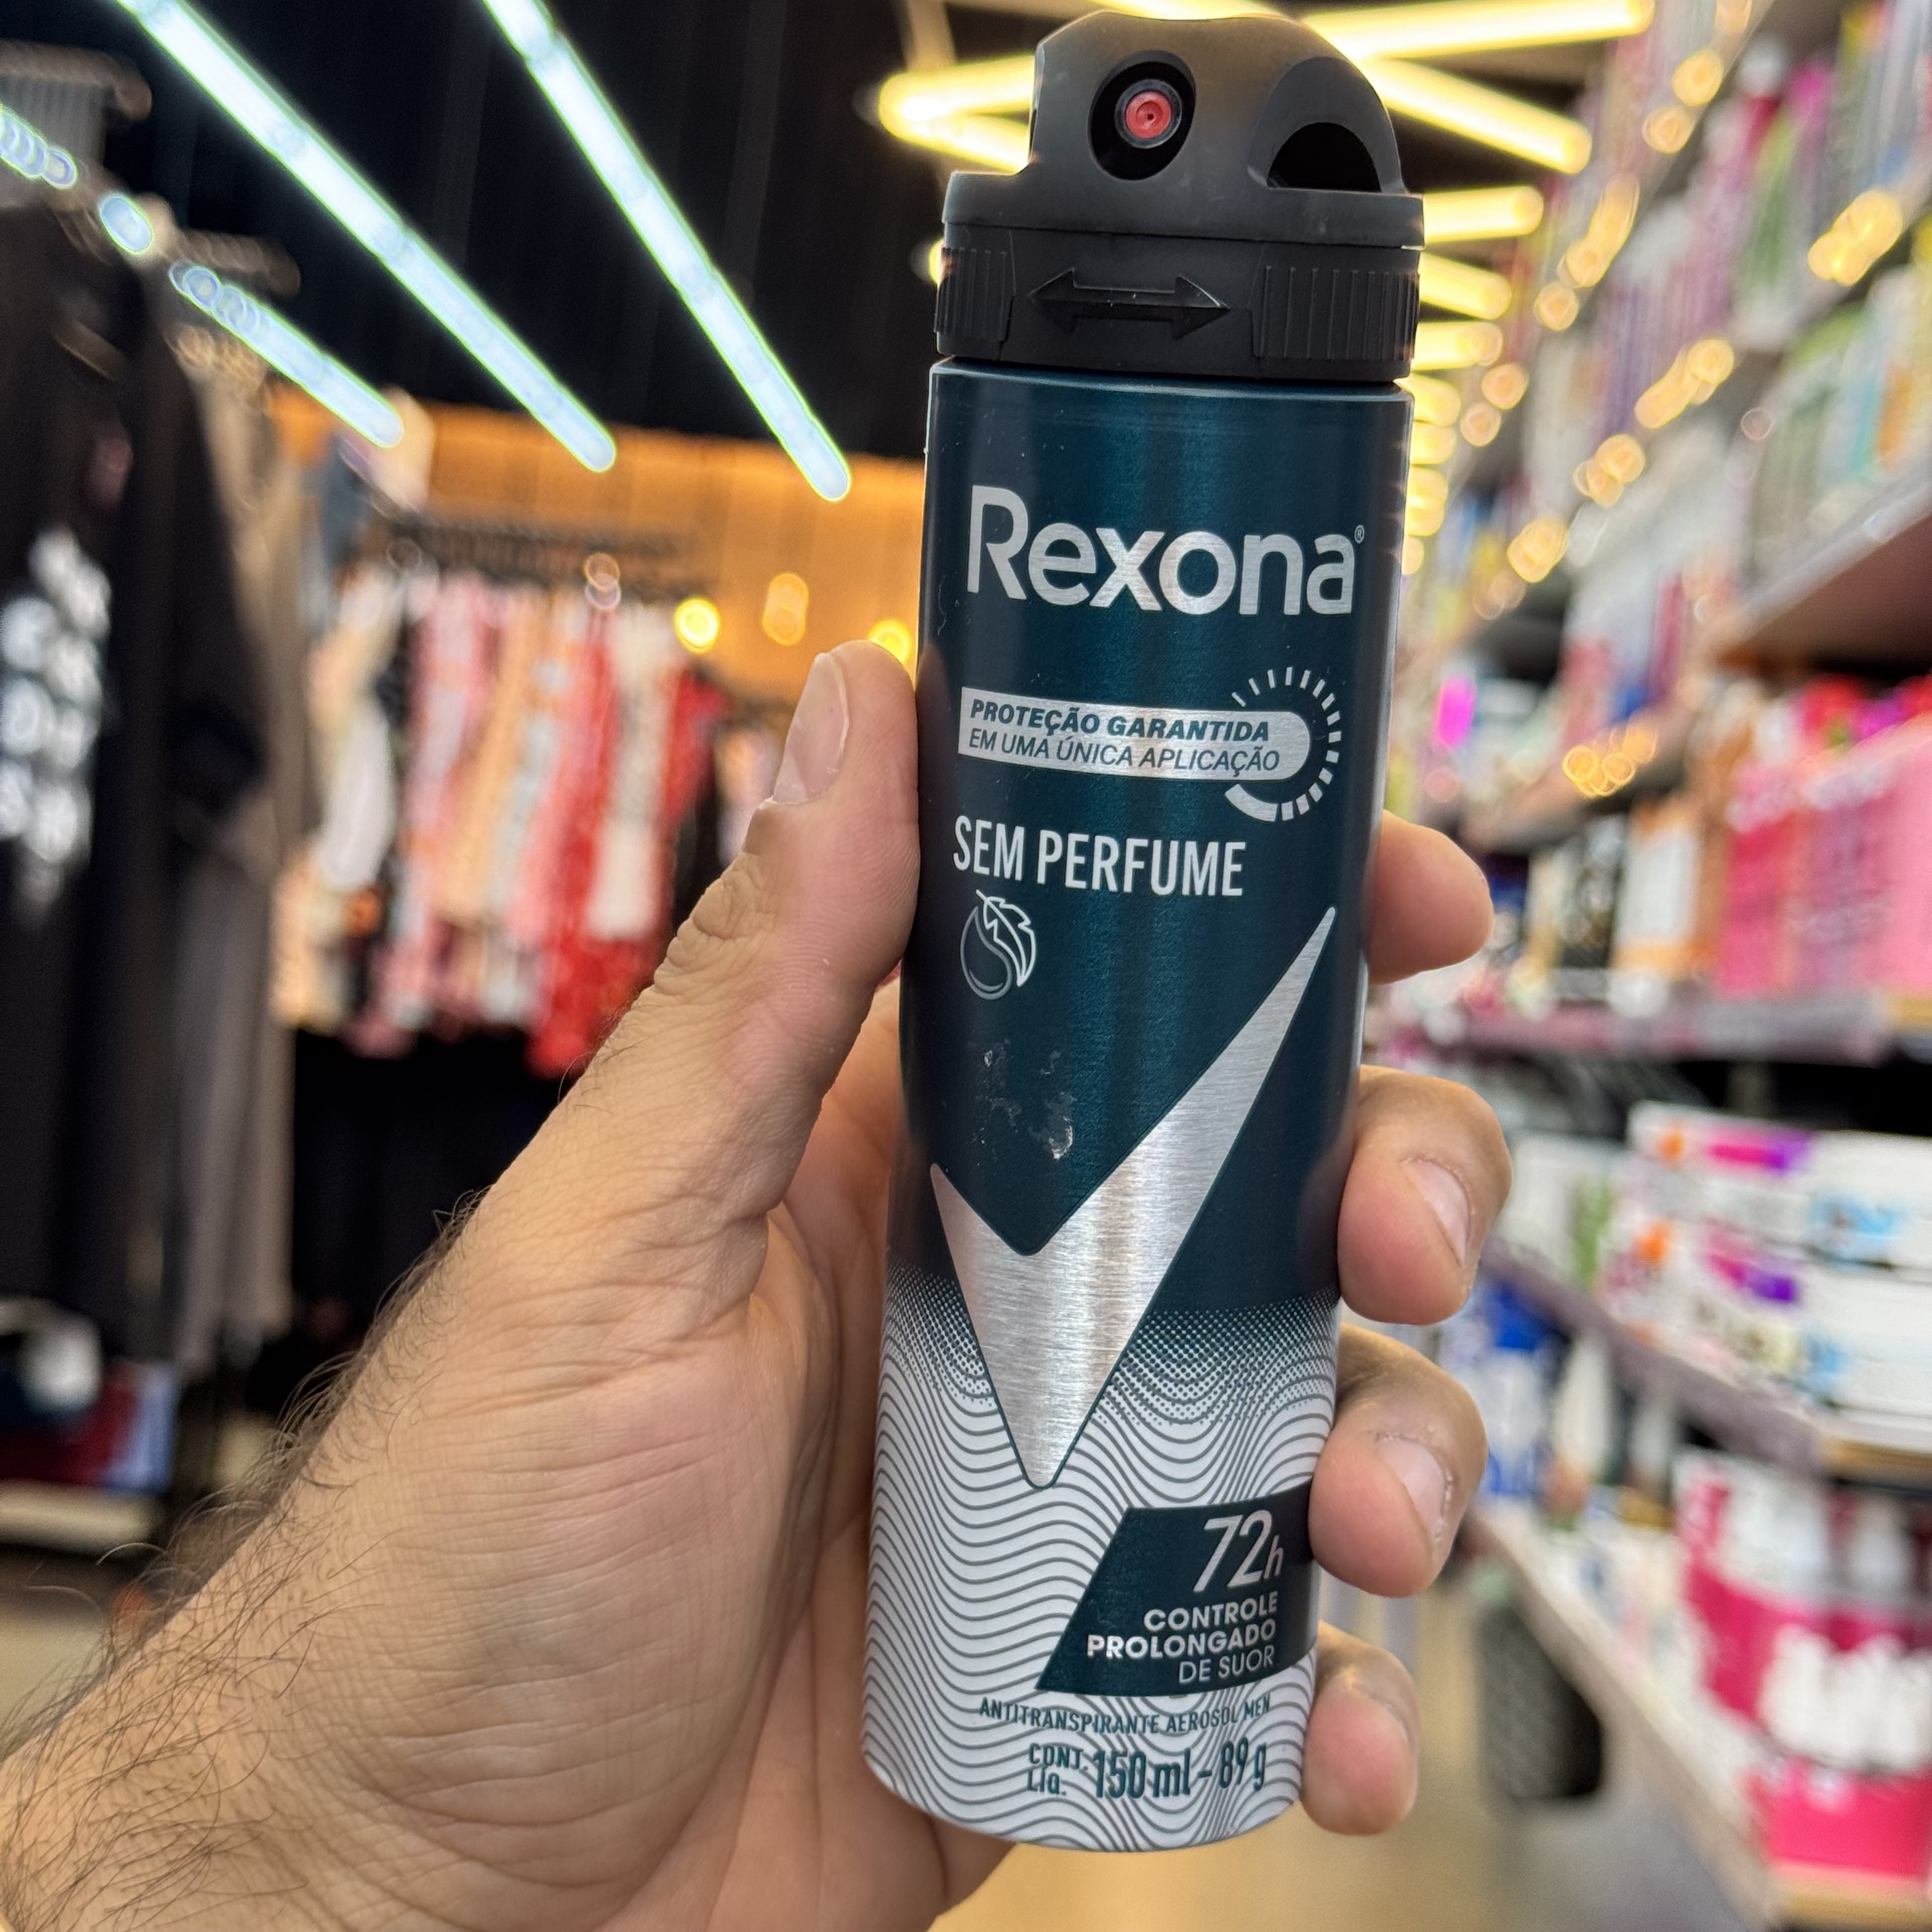 Rexona®
PROTEÇÃO GARANTIDA
EM UMA ÚNICA APLICAÇÃO
SEM PERFUME
72h
CONTROLE
PROLONGADO
DE SUOR
ANTITRANSPIRANTE AEROSOL MEN
CONT. LÍQ. 150 ml - 89 g